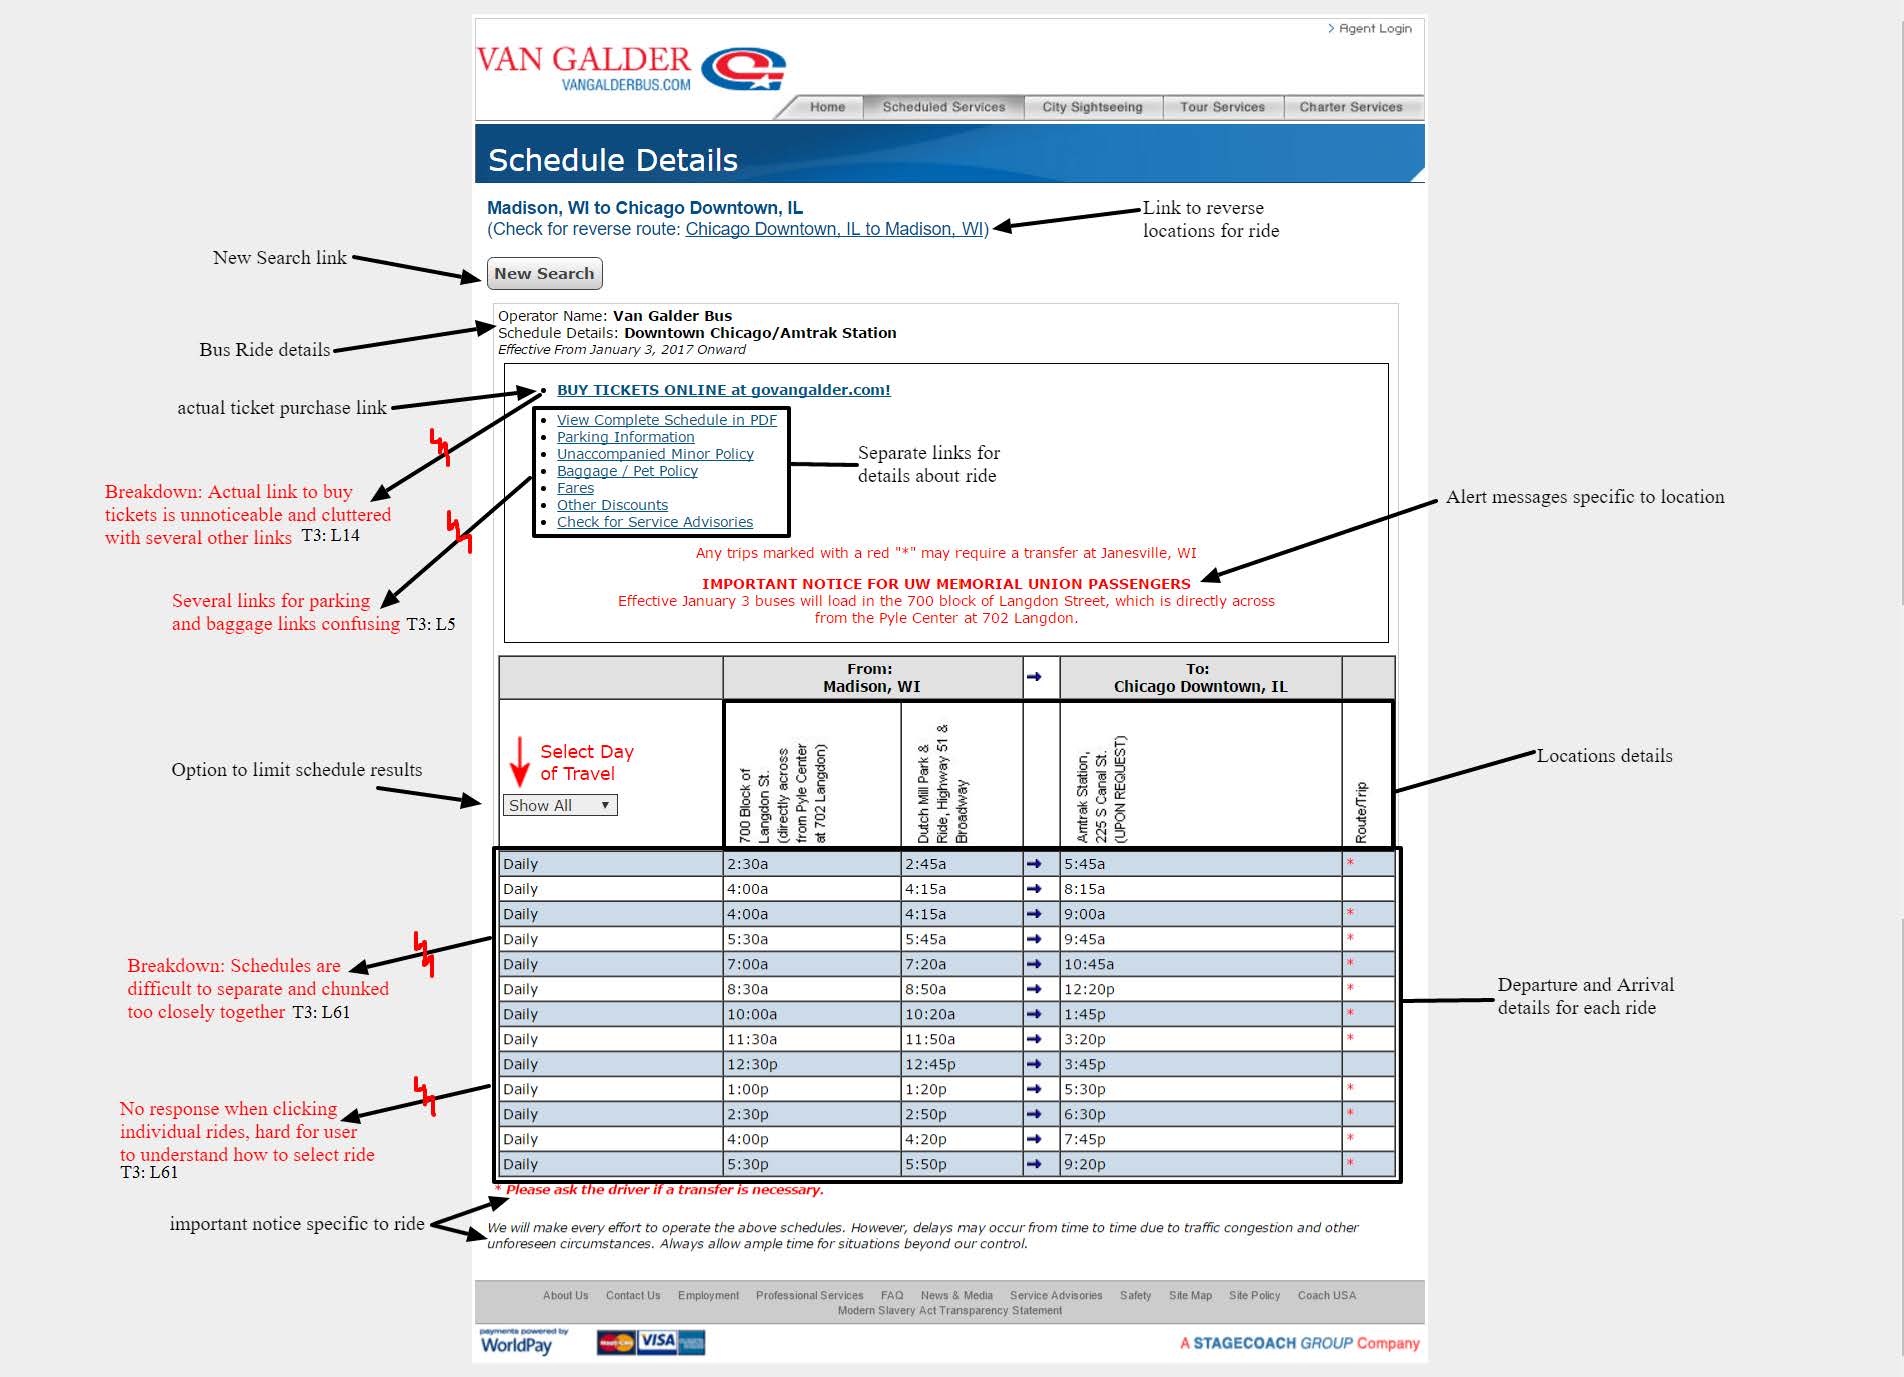 > Agent Login
VAN GALDER
VANGALDERBUS.COM
Home Scheduled Services City Sightseeing Tour Services Charter Services
Schedule Details
Madison, WI to Chicago Downtown, IL
(Check for reverse route: Chicago Downtown, IL to Madison, WI)
Link to reverse
locations for ride
New Search link
New Search
Operator Name: Van Galder Bus
Schedule Details: Downtown Chicago/Amtrak Station
Effective From January 3, 2017 Onward
Bus Ride details
actual ticket purchase link
• BUY TICKETS ONLINE at govangalder.com!
• View Complete Schedule in PDF
• Parking Information
• Unaccompanied Minor Policy
• Baggage / Pet Policy
• Fares
• Other Discounts
• Check for Service Advisories
Separate links for
details about ride
Breakdown: Actual link to buy
tickets is unnoticeable and cluttered
with several other links T3: L14
Alert messages specific to location
Any trips marked with a red "*" may require a transfer at Janesville, WI
IMPORTANT NOTICE FOR UW MEMORIAL UNION PASSENGERS
Effective January 3 buses will load in the 700 block of Langdon Street, which is directly across
from the Pyle Center at 702 Langdon.
Several links for parking
and baggage links confusing T3: L5
From:
Madison, WI
➔
To:
Chicago Downtown, IL
Option to limit schedule results
Select Day
of Travel
Show All ▼
700 Block of
Langdon St.
(directly across
from Pyle Center
at 702 Langdon)
Dutch Mill Park &
Ride, Highway 51 &
Broadway
Amtrak Station,
225 S Canal St.
(UPON REQUEST)
Route/Trip
Locations details
Daily 2:30a 2:45a ➔ 5:45a *
Daily 4:00a 4:15a ➔ 8:15a
Daily 4:00a 4:15a ➔ 9:00a *
Daily 5:30a 5:45a ➔ 9:45a *
Daily 7:00a 7:20a ➔ 10:45a *
Daily 8:30a 8:50a ➔ 12:20p *
Daily 10:00a 10:20a ➔ 1:45p *
Daily 11:30a 11:50a ➔ 3:20p *
Daily 12:30p 12:45p ➔ 3:45p
Daily 1:00p 1:20p ➔ 5:30p *
Daily 2:30p 2:50p ➔ 6:30p *
Daily 4:00p 4:20p ➔ 7:45p *
Daily 5:30p 5:50p ➔ 9:20p *
Breakdown: Schedules are
difficult to separate and chunked
too closely together T3: L61
Departure and Arrival
details for each ride
No response when clicking
individual rides, hard for user
to understand how to select ride
T3: L61
* Please ask the driver if a transfer is necessary.
important notice specific to ride
We will make every effort to operate the above schedules. However, delays may occur from time to time due to traffic congestion and other
unforeseen circumstances. Always allow ample time for situations beyond our control.
About Us Contact Us Employment Professional Services FAQ News & Media Service Advisories Safety Site Map Site Policy Coach USA
Modern Slavery Act Transparency Statement
payments powered by
WorldPay
MasterCard VISA
A STAGECOACH GROUP Company